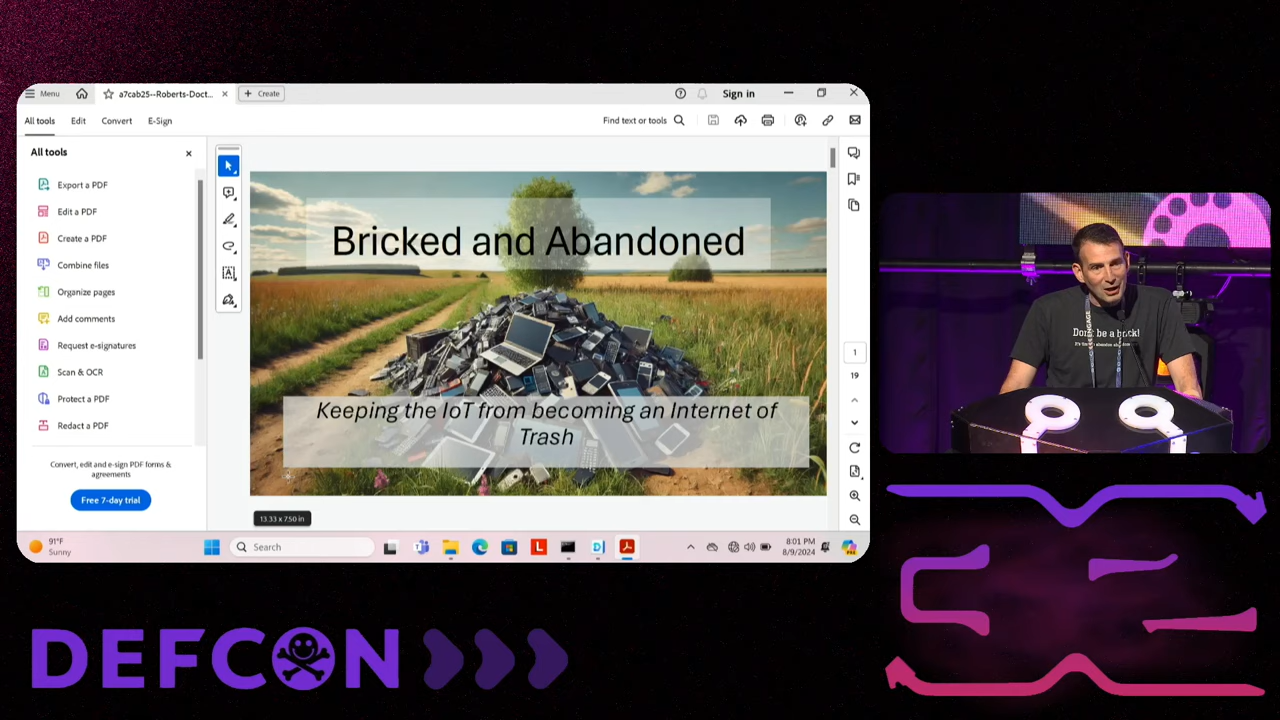 Menu
a7cab25--Roberts-Doct...
Create
Sign in
All tools
Edit
Convert
E-Sign
Find text or tools
All tools
Export a PDF
Edit a PDF
Create a PDF
Combine files
Organize pages
Add comments
Request e-signatures
Scan & OCR
Protect a PDF
Redact a PDF
Convert, edit and e-sign PDF forms &
agreements
Free 7-day trial
Bricked and Abandoned
Keeping the IoT from becoming an Internet of
Trash
13.33 x 7.50 in
1
19
91°F
Sunny
Search
8:01 PM
8/9/2024
Don't be a brick!
ENGAGE
DEFCON